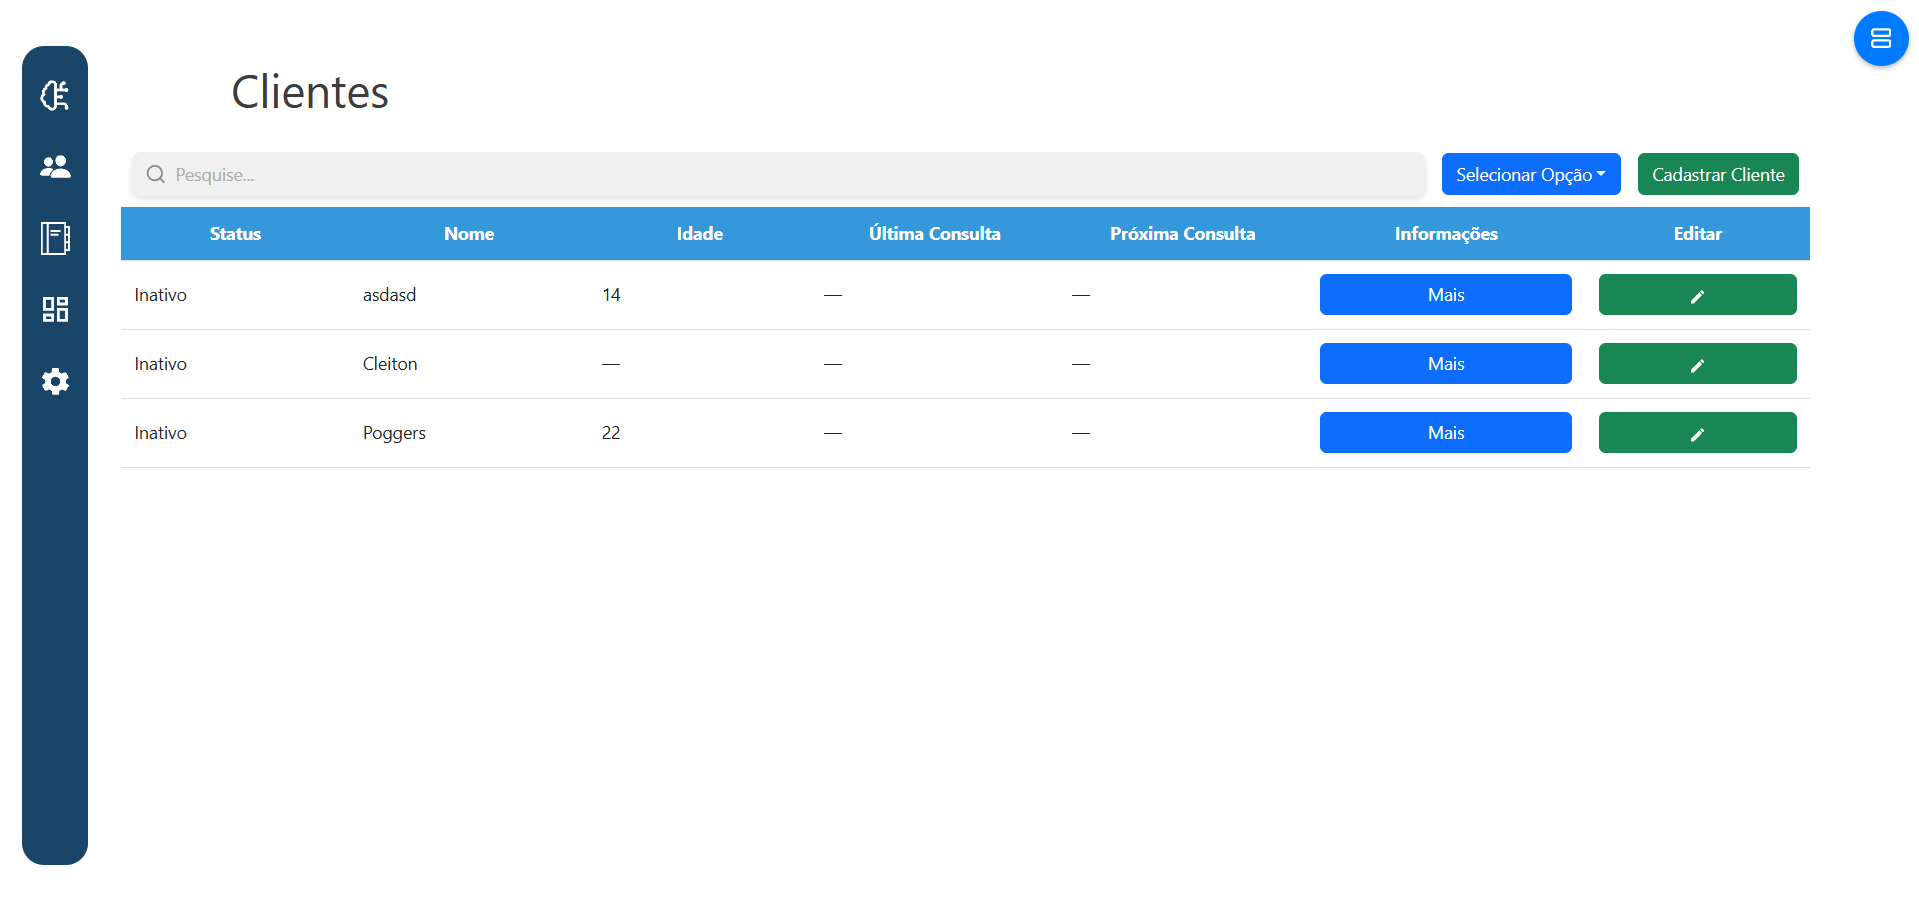 Clientes
Pesquise... Selecionar Opção Cadastrar Cliente
Status Nome Idade Última Consulta Próxima Consulta Informações Editar
Inativo asdasd 14 — — Mais
Inativo Cleiton — — — Mais
Inativo Poggers 22 — — Mais